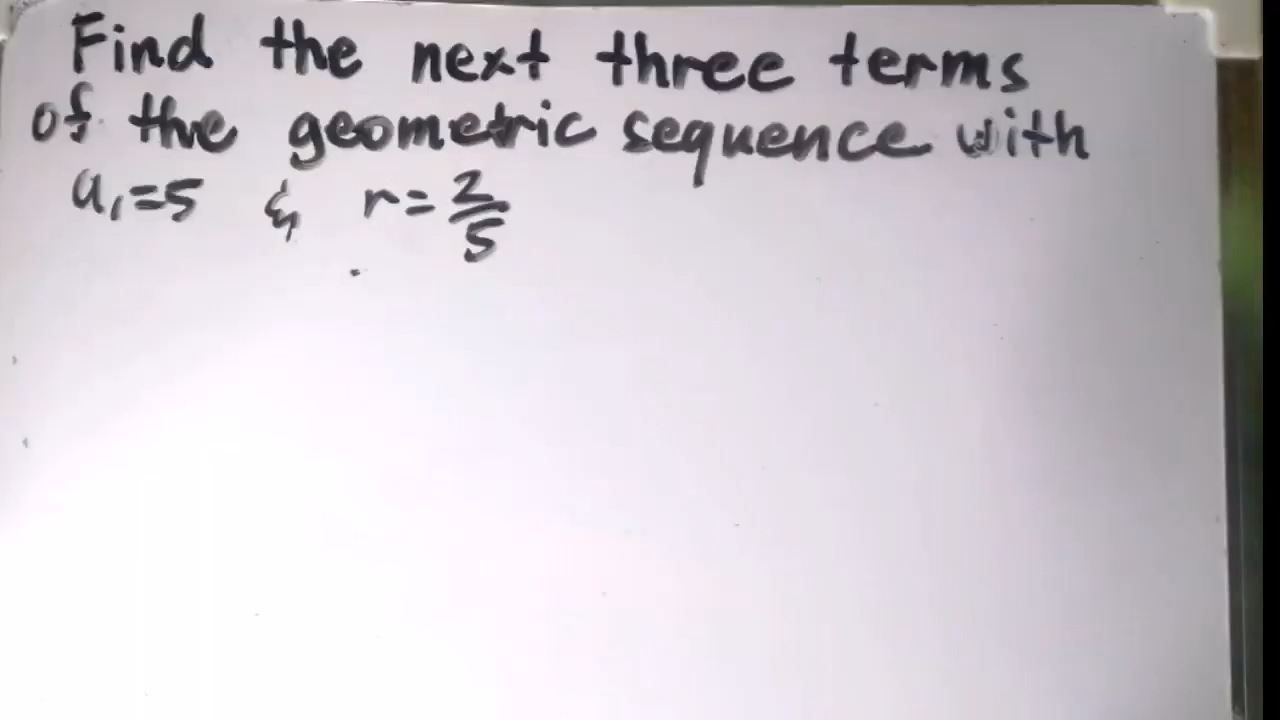 Find the next three terms
of the geometric sequence with
a₁=5 & r=2/5